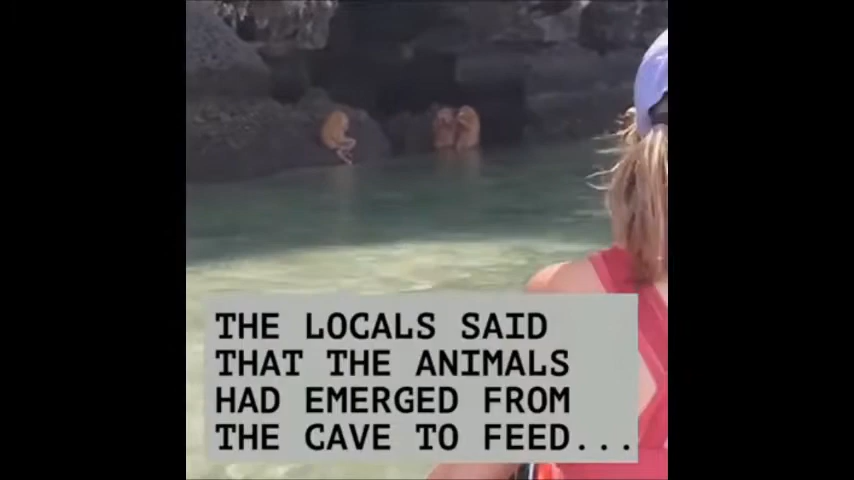 THE LOCALS SAID
THAT THE ANIMALS
HAD EMERGED FROM
THE CAVE TO FEED...